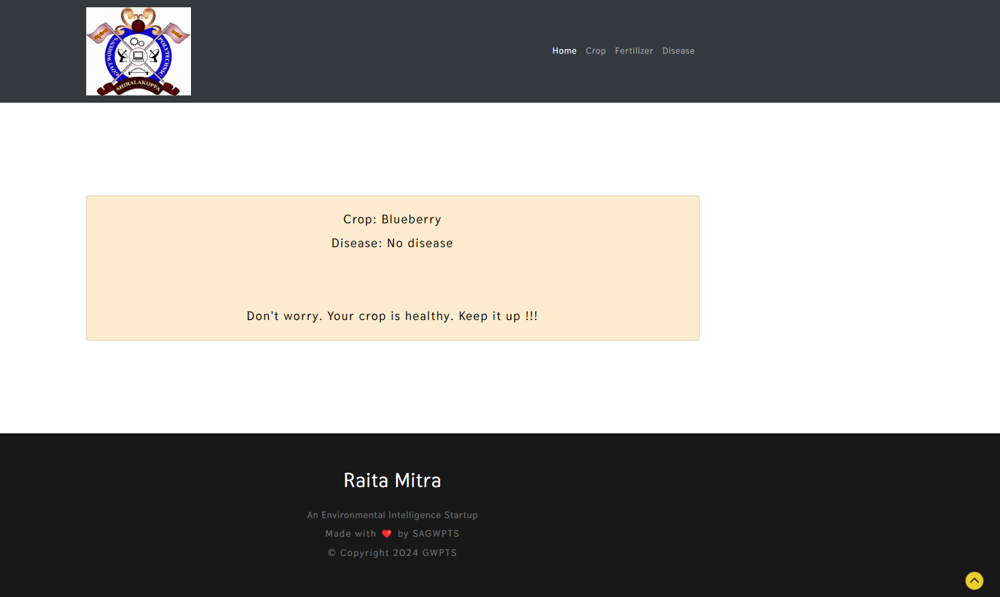 GOVT WOMEN'S POLYTECHNIC
SHIRALAKOPPA
Home Crop Fertilizer Disease
Crop: Blueberry
Disease: No disease
Don't worry. Your crop is healthy. Keep it up !!!
Raita Mitra
An Environmental Intelligence Startup
Made with ❤ by SAGWPTS
© Copyright 2024 GWPTS